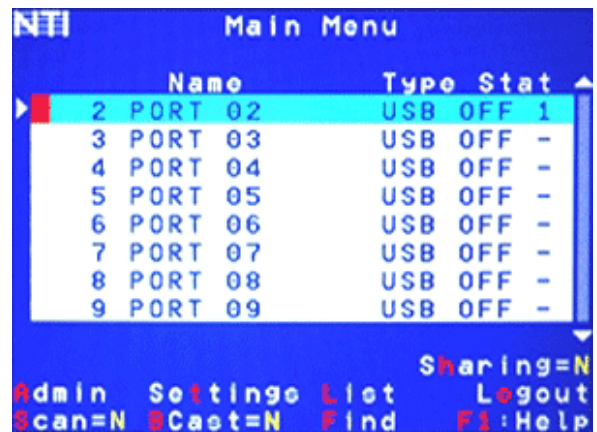 NTI Main Menu
Name Type Stat
2 PORT 02 USB OFF 1
3 PORT 03 USB OFF -
4 PORT 04 USB OFF -
5 PORT 05 USB OFF -
6 PORT 06 USB OFF -
7 PORT 07 USB OFF -
8 PORT 08 USB OFF -
9 PORT 09 USB OFF -
Sharing=N
Admin Settings List Logout
Scan=N BCast=N Find F1:Help